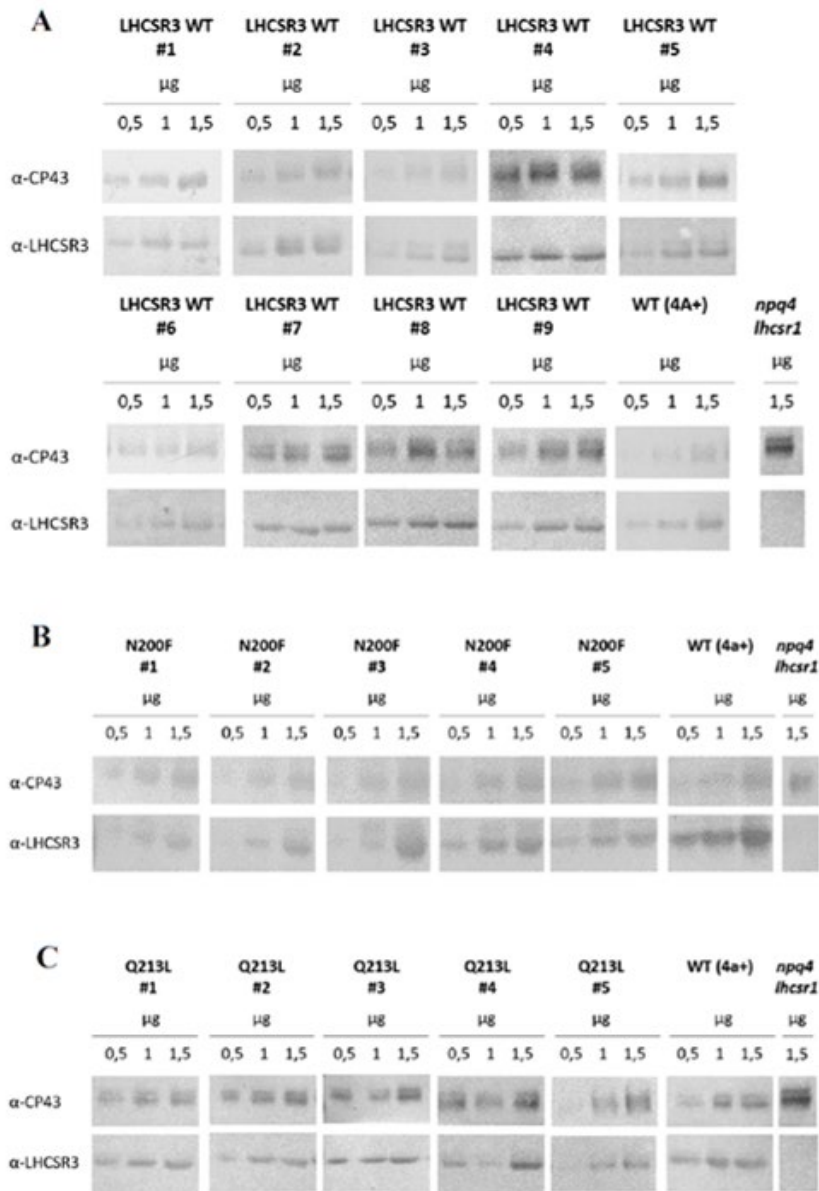 A
LHCSR3 WT LHCSR3 WT LHCSR3 WT LHCSR3 WT LHCSR3 WT
#1 #2 #3 #4 #5
µg µg µg µg µg
0,5 1 1,5 0,5 1 1,5 0,5 1 1,5 0,5 1 1,5 0,5 1 1,5
α-CP43
α-LHCSR3
LHCSR3 WT LHCSR3 WT LHCSR3 WT LHCSR3 WT WT (4A+) npq4
#6 #7 #8 #9 lhcsr1
µg µg µg µg µg µg
0,5 1 1,5 0,5 1 1,5 0,5 1 1,5 0,5 1 1,5 0,5 1 1,5 1,5
α-CP43
α-LHCSR3
B
N200F N200F N200F N200F N200F WT (4a+) npq4
#1 #2 #3 #4 #5 lhcsr1
µg µg µg µg µg µg µg
0,5 1 1,5 0,5 1 1,5 0,5 1 1,5 0,5 1 1,5 0,5 1 1,5 0,5 1 1,5 1,5
α-CP43
α-LHCSR3
C
Q213L Q213L Q213L Q213L Q213L WT (4a+) npq4
#1 #2 #3 #4 #5 lhcsr1
µg µg µg µg µg µg µg
0,5 1 1,5 0,5 1 1,5 0,5 1 1,5 0,5 1 1,5 0,5 1 1,5 0,5 1 1,5 1,5
α-CP43
α-LHCSR3